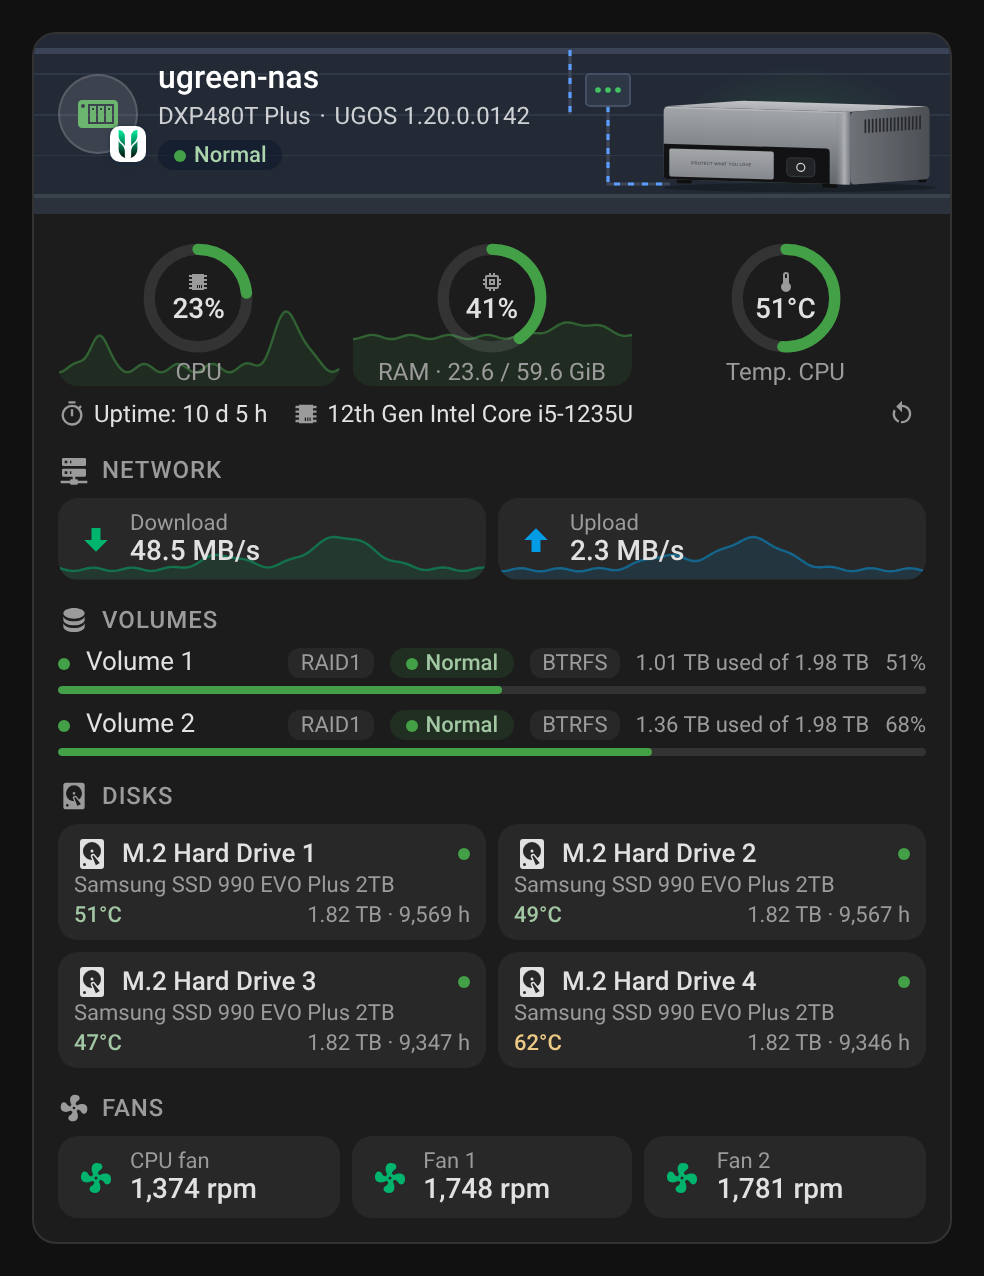 ugreen-nas
DXP480T Plus · UGOS 1.20.0.0142
Normal
PROTECT WHAT YOU LOVE
23%
CPU
41%
RAM · 23.6 / 59.6 GiB
51°C
Temp. CPU
Uptime: 10 d 5 h
12th Gen Intel Core i5-1235U
NETWORK
Download
48.5 MB/s
Upload
2.3 MB/s
VOLUMES
Volume 1 RAID1 Normal BTRFS 1.01 TB used of 1.98 TB 51%
Volume 2 RAID1 Normal BTRFS 1.36 TB used of 1.98 TB 68%
DISKS
M.2 Hard Drive 1
Samsung SSD 990 EVO Plus 2TB
51°C 1.82 TB · 9,569 h
M.2 Hard Drive 2
Samsung SSD 990 EVO Plus 2TB
49°C 1.82 TB · 9,567 h
M.2 Hard Drive 3
Samsung SSD 990 EVO Plus 2TB
47°C 1.82 TB · 9,347 h
M.2 Hard Drive 4
Samsung SSD 990 EVO Plus 2TB
62°C 1.82 TB · 9,346 h
FANS
CPU fan
1,374 rpm
Fan 1
1,748 rpm
Fan 2
1,781 rpm